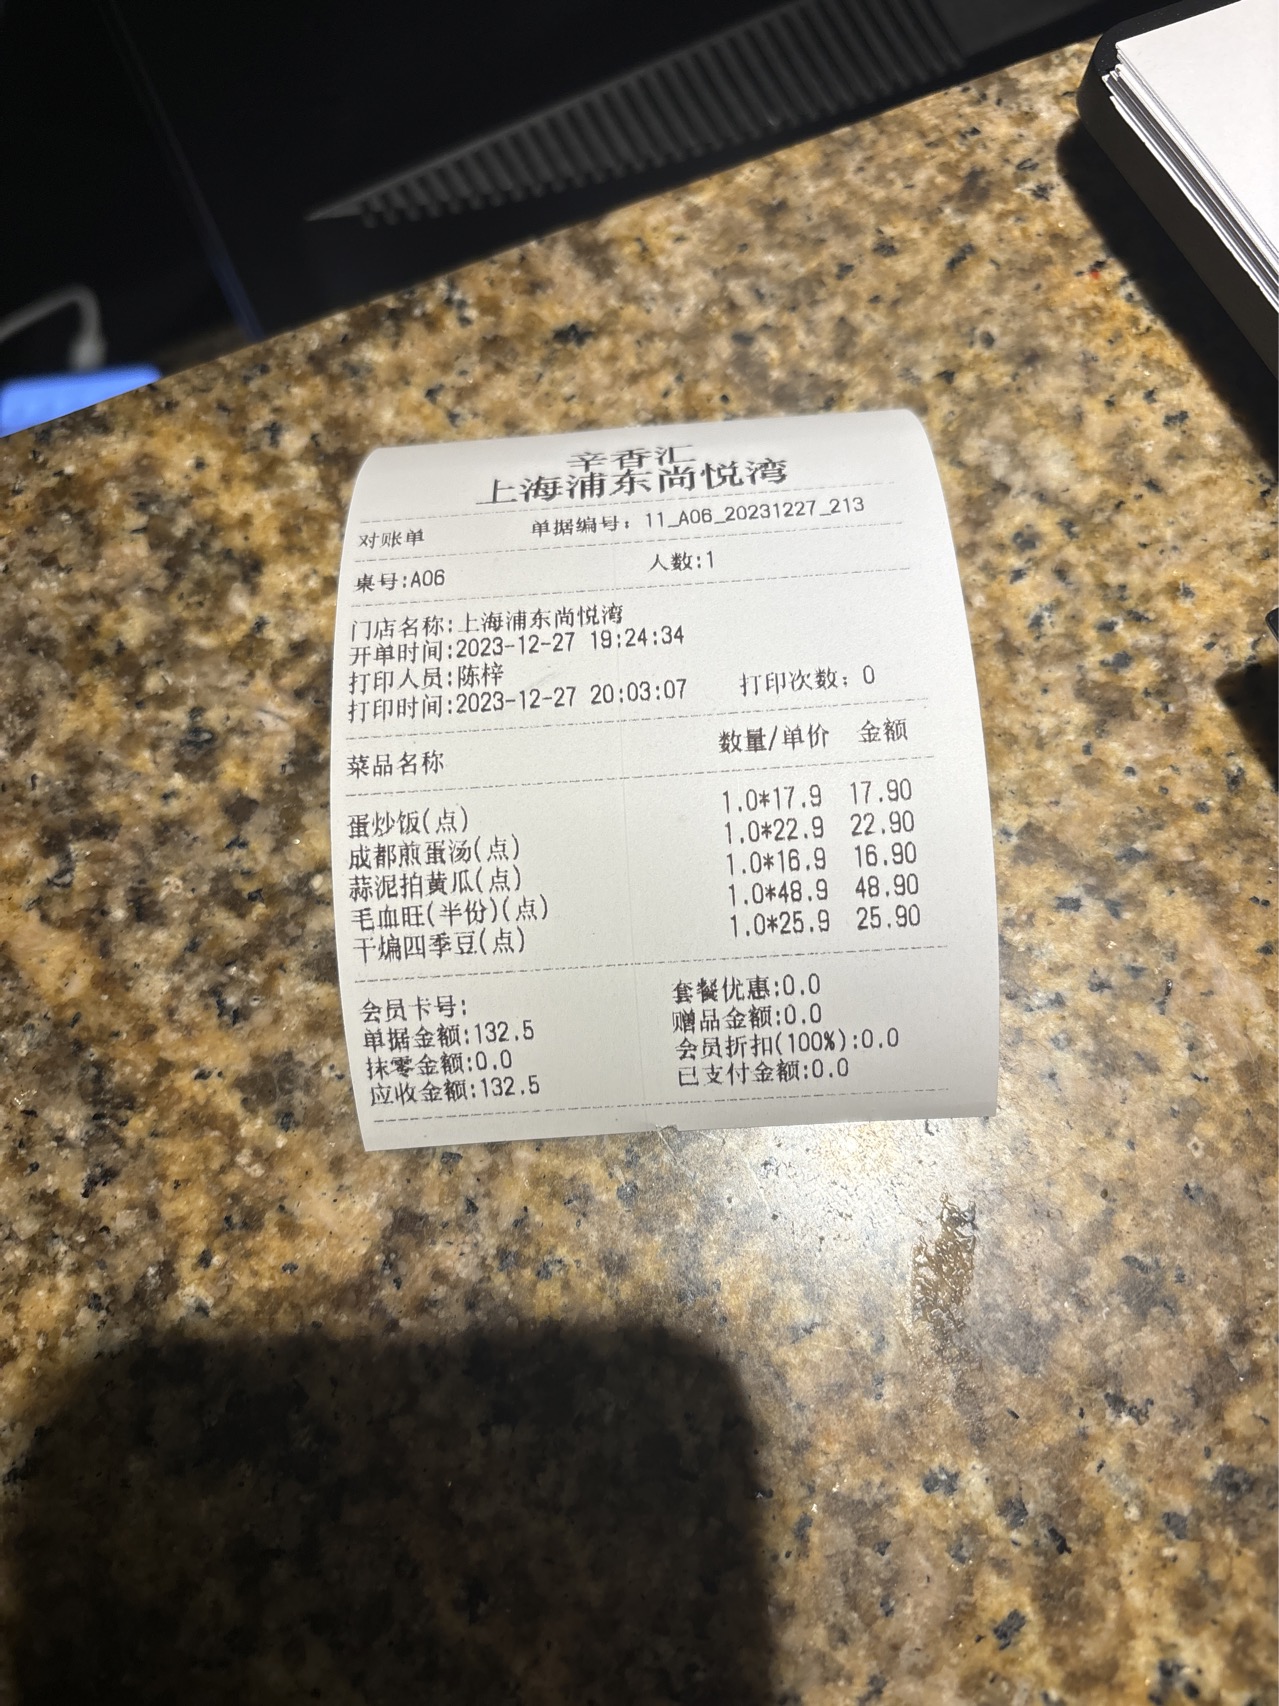 辛香汇
上海浦东尚悦湾
对账单 单据编号：11_A06_20231227_213
桌号:A06 人数:1
门店名称:上海浦东尚悦湾
开单时间:2023-12-27 19:24:34
打印人员:陈梓
打印时间:2023-12-27 20:03:07 打印次数：0
菜品名称 数量/单价 金额
蛋炒饭(点) 1.0*17.9 17.90
成都煎蛋汤(点) 1.0*22.9 22.90
蒜泥拍黄瓜(点) 1.0*16.9 16.90
毛血旺(半份)(点) 1.0*48.9 48.90
干煸四季豆(点) 1.0*25.9 25.90
会员卡号: 套餐优惠:0.0
单据金额:132.5 赠品金额:0.0
抹零金额:0.0 会员折扣(100%):0.0
应收金额:132.5 已支付金额:0.0